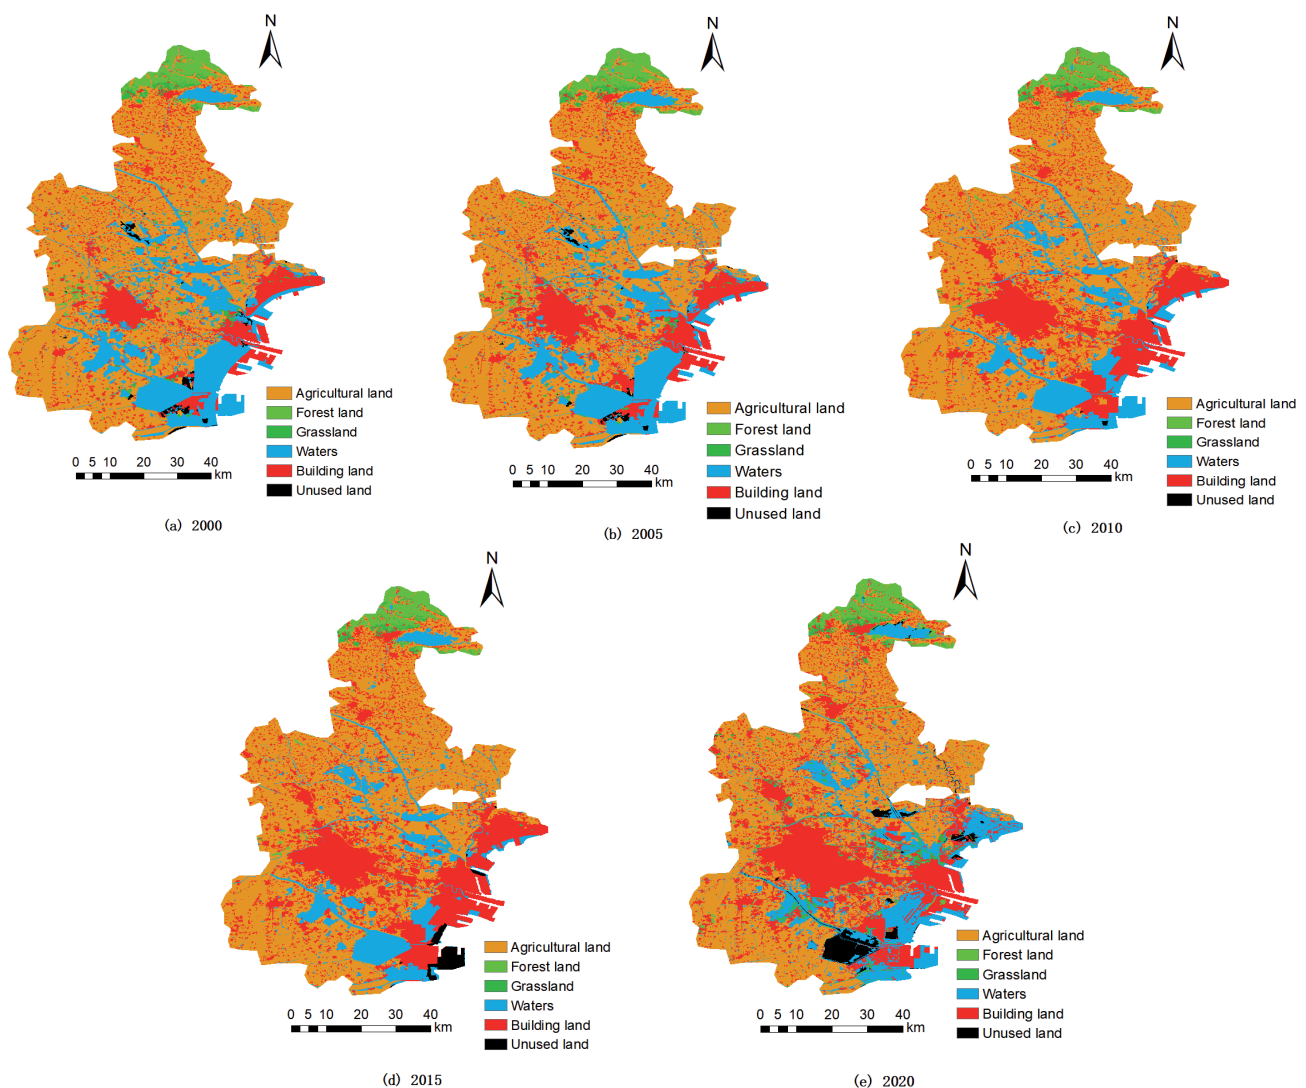 N
Agricultural land
Forest land
Grassland
Waters
Building land
Unused land
0 5 10 20 30 40
km
(a) 2000
N
Agricultural land
Forest land
Grassland
Waters
Building land
Unused land
0 5 10 20 30 40
km
(b) 2005
N
Agricultural land
Forest land
Grassland
Waters
Building land
Unused land
0 5 10 20 30 40
km
(c) 2010
N
Agricultural land
Forest land
Grassland
Waters
Building land
Unused land
0 5 10 20 30 40
km
(d) 2015
N
Agricultural land
Forest land
Grassland
Waters
Building land
Unused land
0 5 10 20 30 40
km
(e) 2020